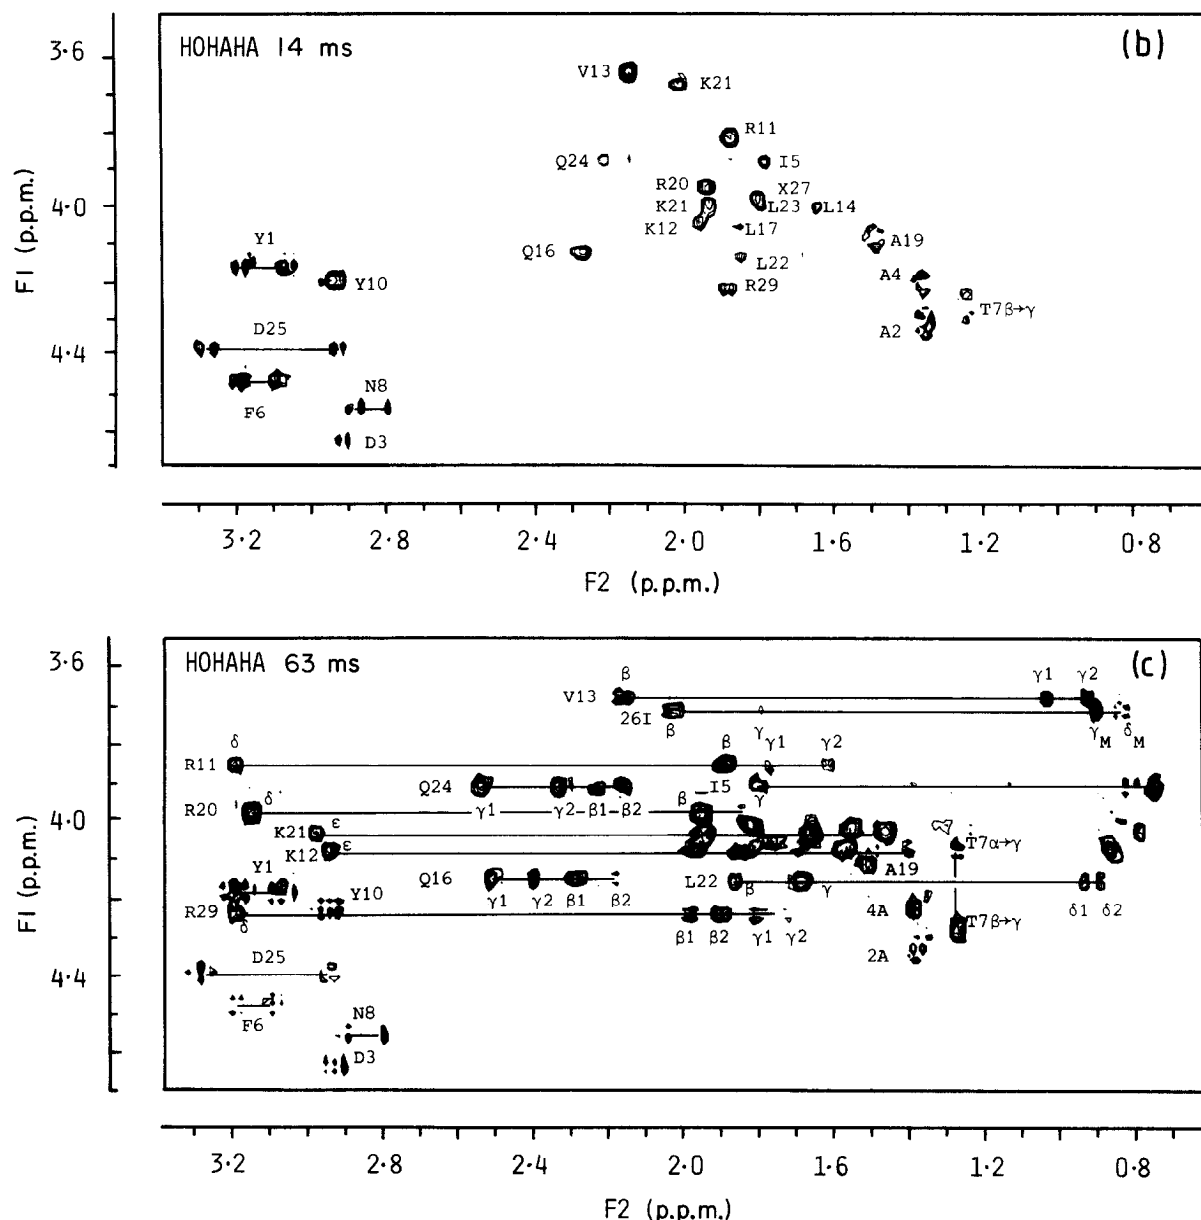 HOHAHA 14 ms
(b)
3·6
V13
K21
R11
Q24
I5
R20
X27
4·0
K21
L23
L14
K12
L17
Y1
A19
Q16
L22
Y10
A4
R29
T7β→γ
D25
A2
4·4
N8
F6
D3
F1 (p.p.m.)
3·2
2·8
2·4
2·0
1·6
1·2
0·8
F2 (p.p.m.)
HOHAHA 63 ms
(c)
3·6
β
γ1
γ2
V13
26I
β
γ
γM
δM
δ
β
γ1
γ2
R11
Q24
I5
γ1
γ2
β1
β2
γ
R20
δ
β
4·0
K21
ε
K12
ε
T7α→γ
Y1
A19
Q16
L22
β
γ
γ1
γ2
β1
β2
δ1
δ2
Y10
4A
R29
δ
T7β→γ
β1
β2
γ1
γ2
D25
2A
4·4
F6
N8
D3
F1 (p.p.m.)
3·2
2·8
2·4
2·0
1·6
1·2
0·8
F2 (p.p.m.)